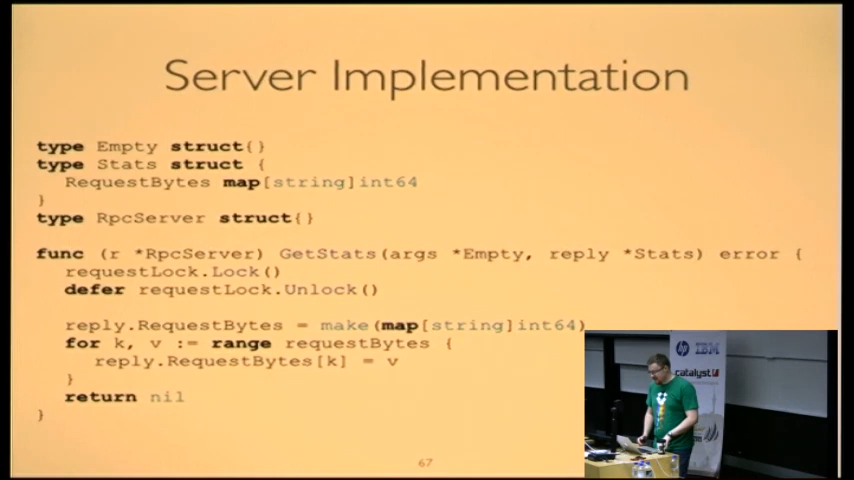 Server Implementation
type Empty struct{}
type Stats struct {
RequestBytes map[string]int64
}
type RpcServer struct{}
func (r *RpcServer) GetStats(args *Empty, reply *Stats) error {
requestLock.Lock()
defer requestLock.Unlock()
reply.RequestBytes = make(map[string]int64)
for k, v := range requestBytes {
reply.RequestBytes[k] = v
}
return nil
}
67
hp IBM
catalyst